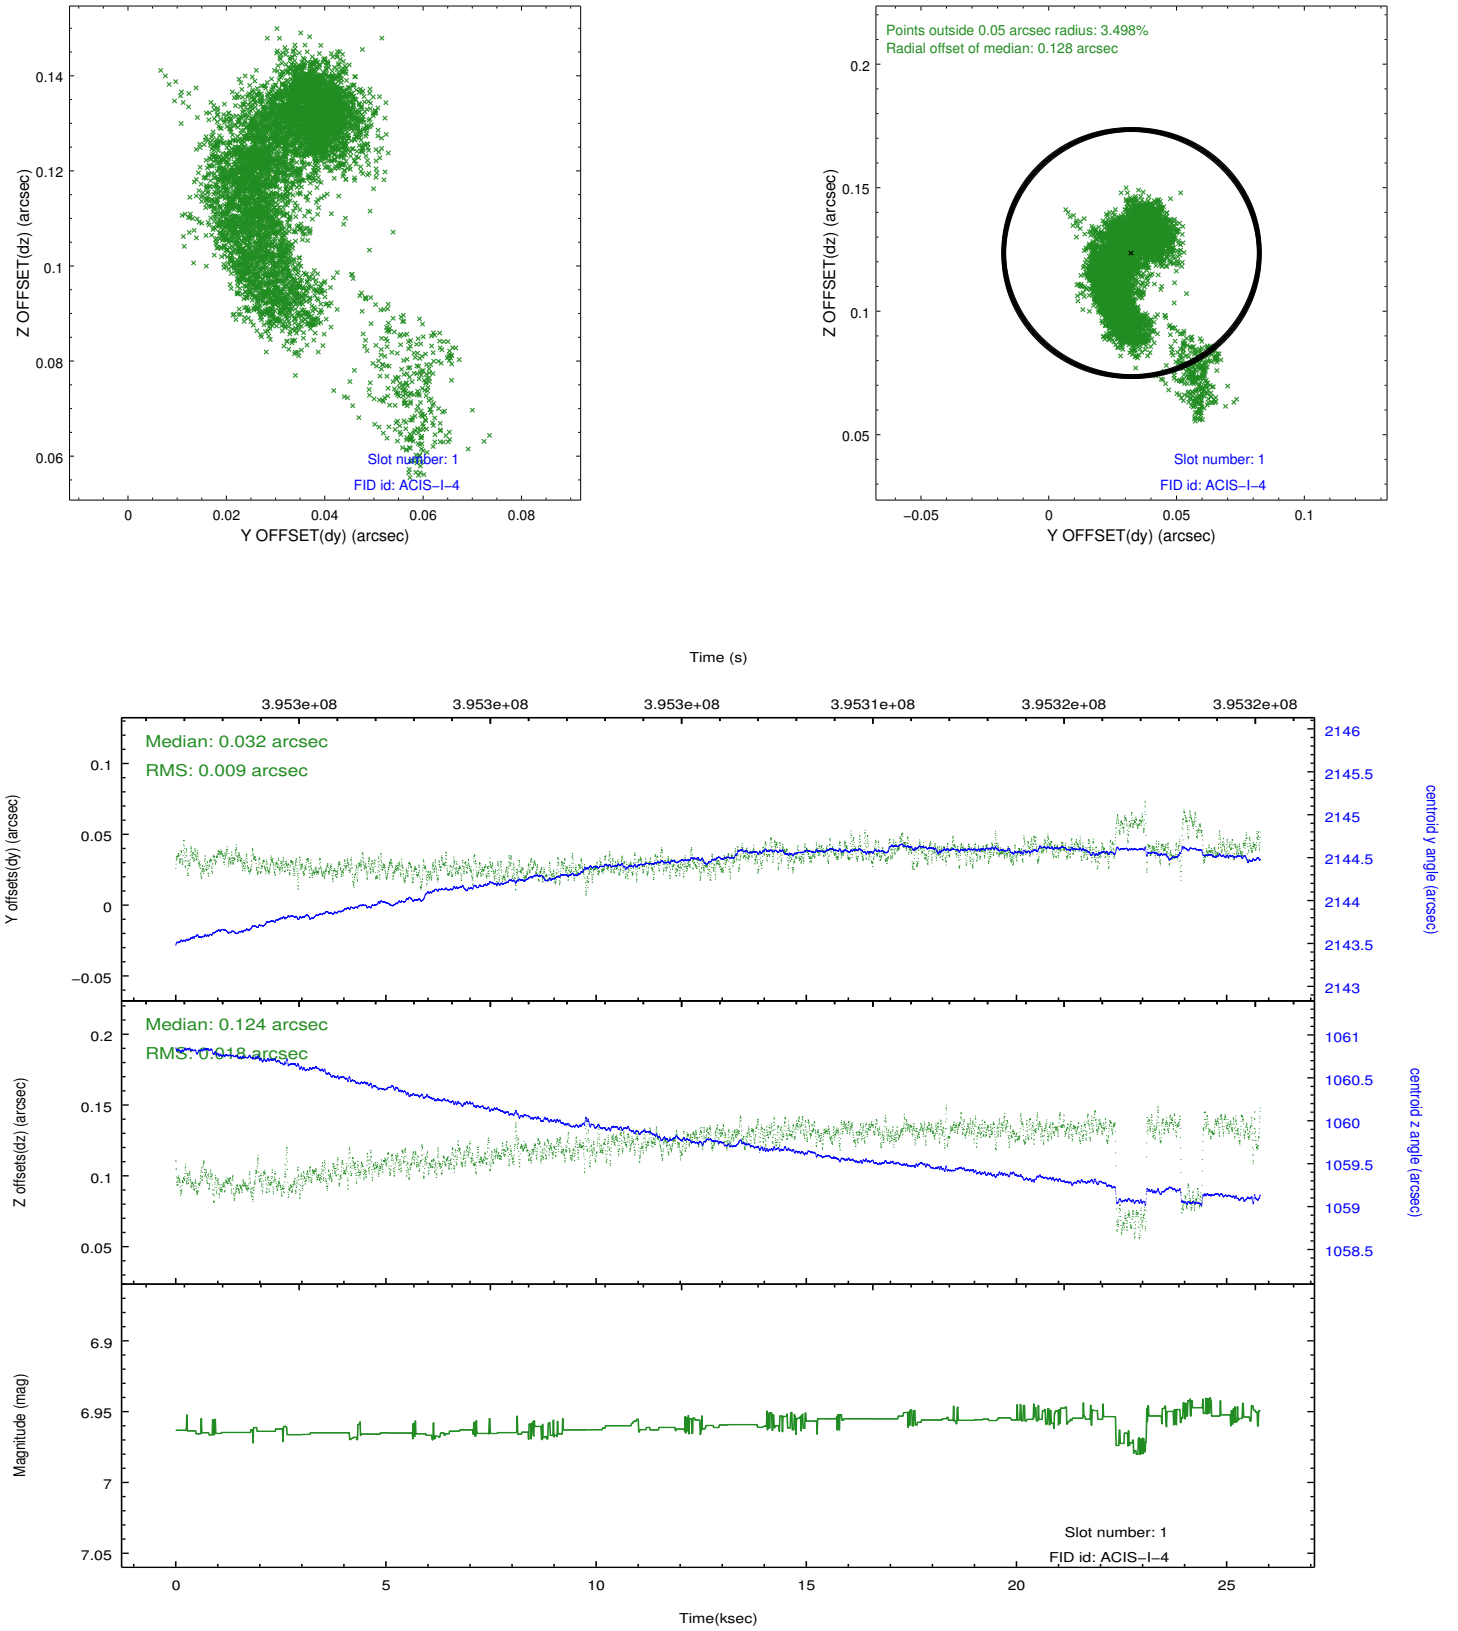 0.14
0.12
0.1
0.08
0.06
Z OFFSET(dz) (arcsec)
Slot number: 1
FID id: ACIS−I−4
0 0.02 0.04 0.06 0.08
Y OFFSET(dy) (arcsec)
Points outside 0.05 arcsec radius: 3.498%
Radial offset of median: 0.128 arcsec
0.2
0.15
0.1
0.05
Z OFFSET(dz) (arcsec)
Slot number: 1
FID id: ACIS−I−4
−0.05 0 0.05 0.1
Y OFFSET(dy) (arcsec)
Time (s)
3.953e+08 3.953e+08 3.953e+08 3.9531e+08 3.9532e+08 3.9532e+08
Median: 0.032 arcsec
RMS: 0.009 arcsec
0.1
0.05
0
−0.05
Y offsets(dy) (arcsec)
2146
2145.5
2145
2144.5
2144
2143.5
2143
centroid y angle (arcsec)
Median: 0.124 arcsec
RMS: 0.018 arcsec
0.2
0.15
0.1
0.05
Z offsets(dz) (arcsec)
1061
1060.5
1060
1059.5
1059
1058.5
centroid z angle (arcsec)
6.9
6.95
7
7.05
Magnitude (mag)
Slot number: 1
FID id: ACIS−I−4
0 5 10 15 20 25
Time(ksec)